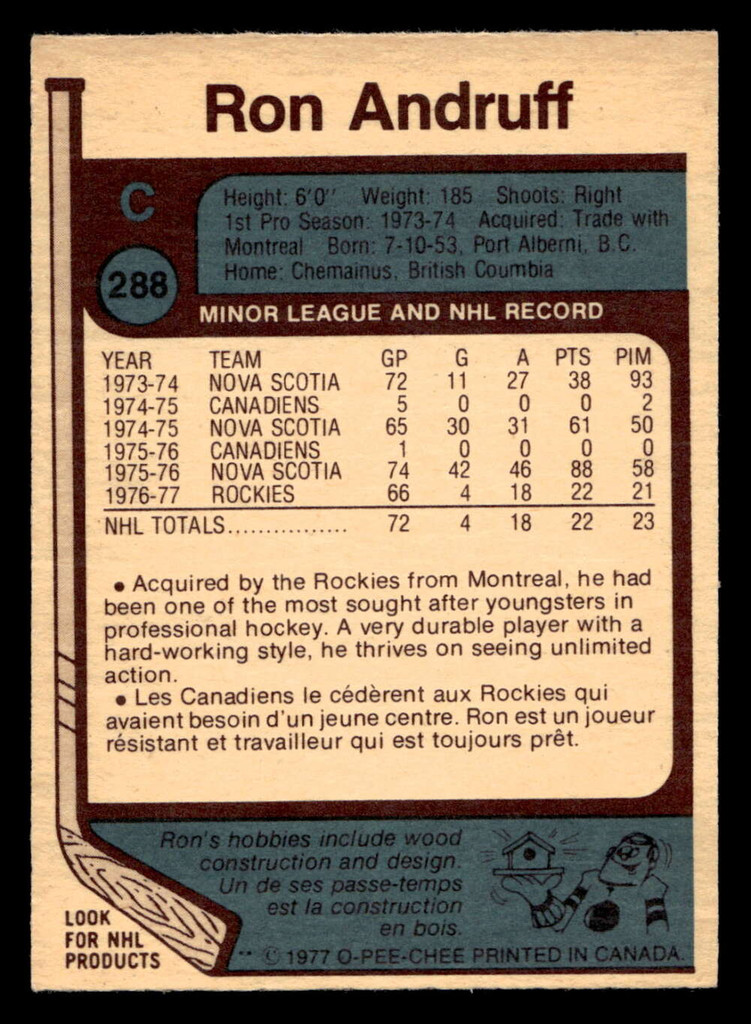 Ron Andruff
C
288
Height: 6'0" Weight: 185 Shoots: Right
1st Pro Season: 1973-74 Acquired: Trade with
Montreal Born: 7-10-53, Port Alberni, B.C.
Home: Chemainus, British Coumbia
MINOR LEAGUE AND NHL RECORD
YEAR TEAM GP G A PTS PIM
1973-74 NOVA SCOTIA 72 11 27 38 93
1974-75 CANADIENS 5 0 0 0 2
1974-75 NOVA SCOTIA 65 30 31 61 50
1975-76 CANADIENS 1 0 0 0 0
1975-76 NOVA SCOTIA 74 42 46 88 58
1976-77 ROCKIES 66 4 18 22 21
NHL TOTALS................ 72 4 18 22 23
• Acquired by the Rockies from Montreal, he had
been one of the most sought after youngsters in
professional hockey. A very durable player with a
hard-working style, he thrives on seeing unlimited
action.
• Les Canadiens le cédèrent aux Rockies qui
avaient besoin d'un jeune centre. Ron est un joueur
résistant et travailleur qui est toujours prêt.
Ron's hobbies include wood
construction and design.
Un de ses passe-temps
est la construction
en bois.
LOOK
FOR NHL
PRODUCTS
** © 1977 O-PEE-CHEE PRINTED IN CANADA.